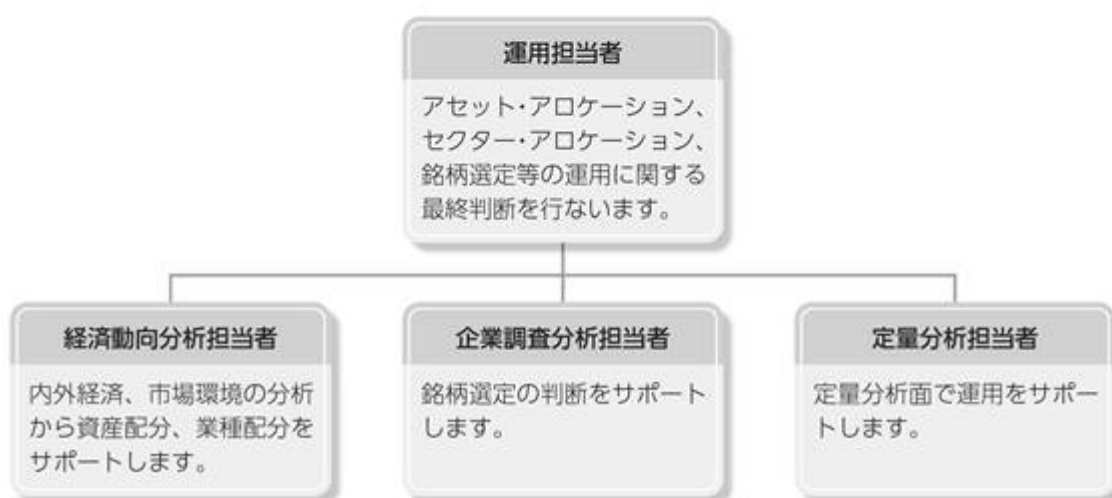 運用担当者
アセット・アロケーション、
セクター・アロケーション、
銘柄選定等の運用に関する
最終判断を行ないます。
経済動向分析担当者
内外経済、市場環境の分析
から資産配分、業種配分を
サポートします。
企業調査分析担当者
銘柄選定の判断をサポート
します。
定量分析担当者
定量分析面で運用をサポー
トします。